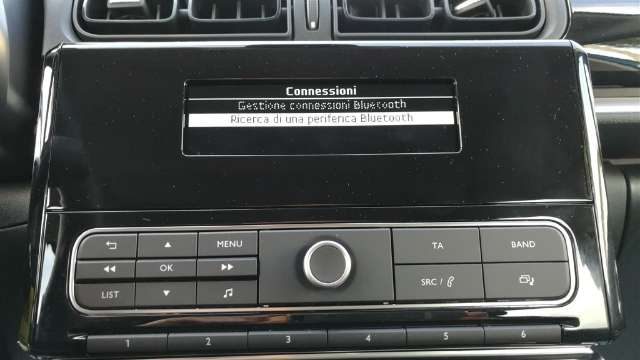 Connessioni
Gestione connessioni Bluetooth
Ricerca di una periferica Bluetooth
MENU TA BAND
OK SRC /
LIST
1 2 3 4 5 6